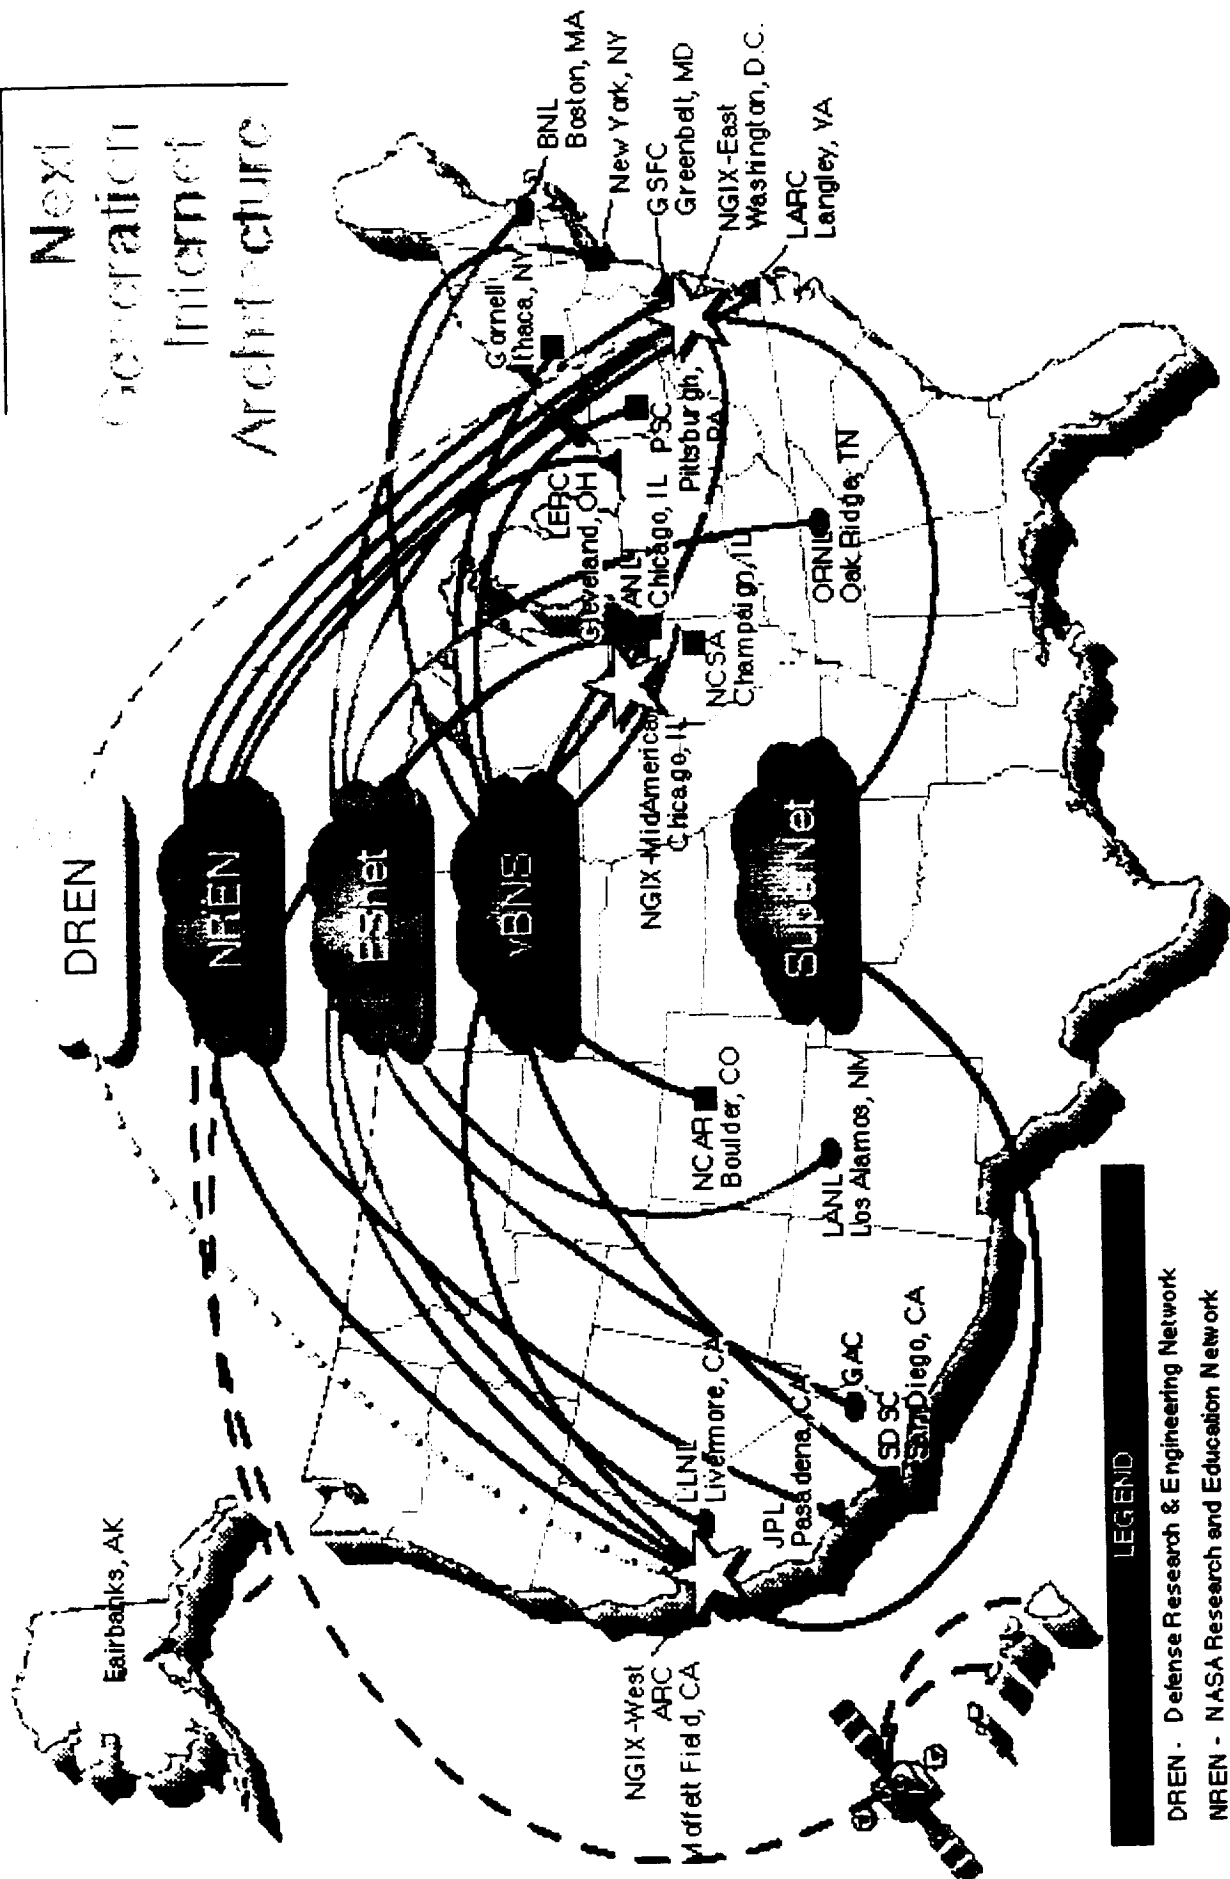 Next
Generation
Internet
Architecture
DREN
NREN
ESnet
vBNS
SuperNet
Fairbanks, AK
BNL
Boston, MA
New York, NY
GSFC
Greenbelt, MD
NGIX-East
Washington, D.C.
LARC
Langley, VA
Cornell
Ithaca, NY
PSC
Pittsburgh,
PA
LERC
Cleveland, OH
ANL
Chicago, IL
NCSA
Champaign, IL
ORNL
Oak Ridge, TN
NGIX-MidAmerica
Chicago, IL
NCAR
Boulder, CO
LANL
Los Alamos, NM
GAC
SDSC
San Diego, CA
LLNL
Livermore, CA
JPL
Pasadena, CA
NGIX-West
ARC
Moffett Field, CA
LEGEND
DREN - Defense Research & Engineering Network
NREN - NASA Research and Education Network